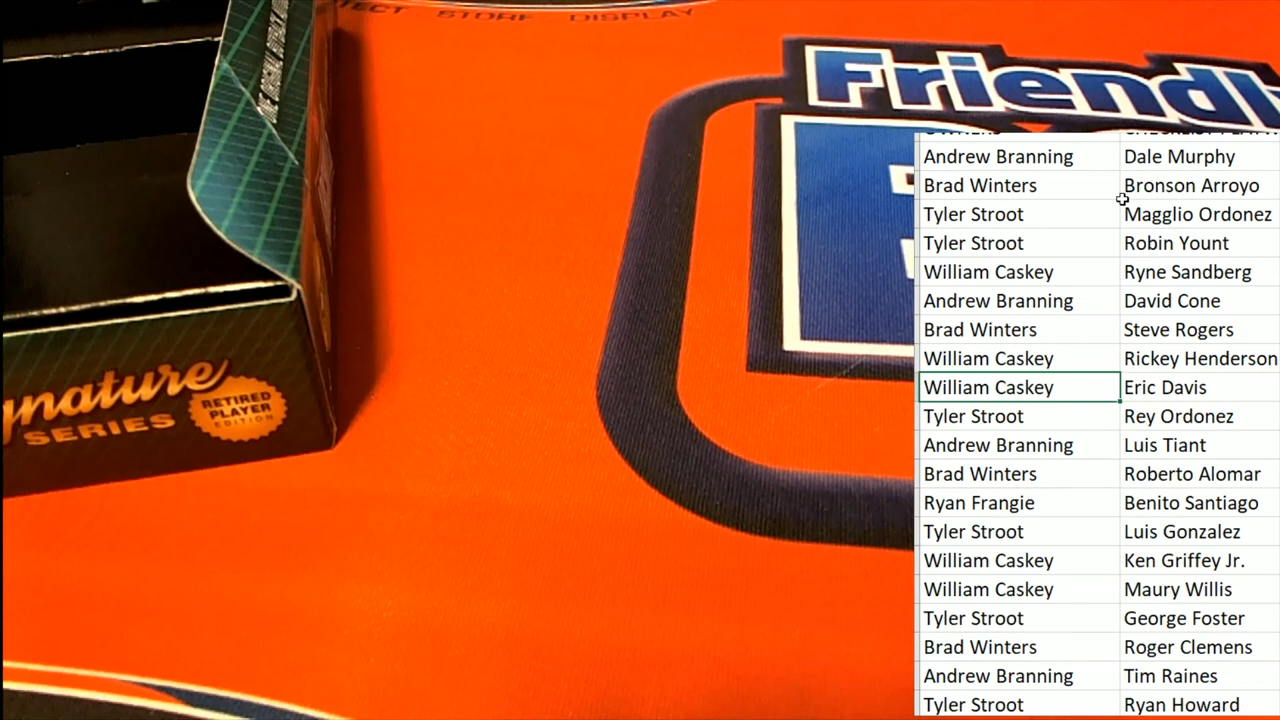 STORE DISPLAY
Friendly
Signature
SERIES
RETIRED
PLAYER
EDITION
Andrew Branning Dale Murphy
Brad Winters Bronson Arroyo
Tyler Stroot Magglio Ordonez
Tyler Stroot Robin Yount
William Caskey Ryne Sandberg
Andrew Branning David Cone
Brad Winters Steve Rogers
William Caskey Rickey Henderson
William Caskey Eric Davis
Tyler Stroot Rey Ordonez
Andrew Branning Luis Tiant
Brad Winters Roberto Alomar
Ryan Frangie Benito Santiago
Tyler Stroot Luis Gonzalez
William Caskey Ken Griffey Jr.
William Caskey Maury Willis
Tyler Stroot George Foster
Brad Winters Roger Clemens
Andrew Branning Tim Raines
Tyler Stroot Ryan Howard